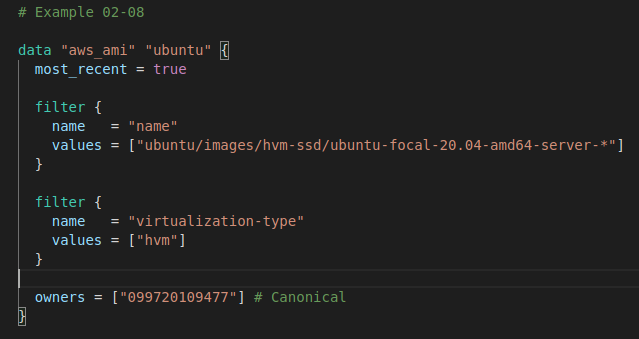 # Example 02-08
data "aws_ami" "ubuntu" {
most_recent = true
filter {
name   = "name"
values = ["ubuntu/images/hvm-ssd/ubuntu-focal-20.04-amd64-server-*"]
}
filter {
name   = "virtualization-type"
values = ["hvm"]
}
owners = ["099720109477"] # Canonical
}